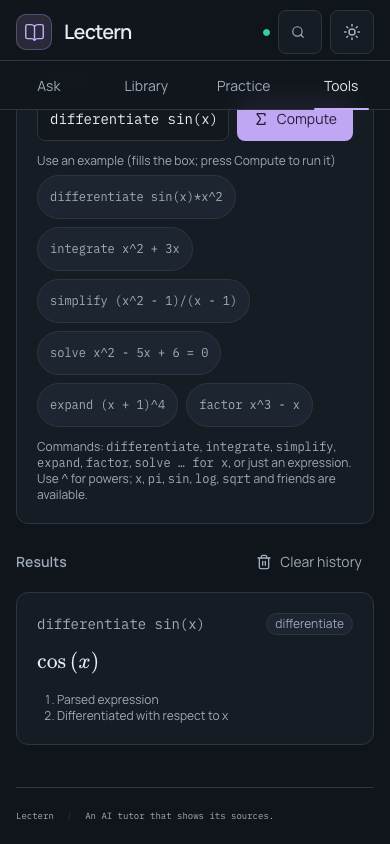 Lectern
Ask Library Practice Tools
differentiate sin(x) Σ Compute
Use an example (fills the box; press Compute to run it)
differentiate sin(x)*x^2
integrate x^2 + 3x
simplify (x^2 - 1)/(x - 1)
solve x^2 - 5x + 6 = 0
expand (x + 1)^4 factor x^3 - x
Commands: differentiate, integrate, simplify,
expand, factor, solve … for x, or just an expression.
Use ^ for powers; x, pi, sin, log, sqrt and friends are
available.
Results Clear history
differentiate sin(x) differentiate
cos (x)
1. Parsed expression
2. Differentiated with respect to x
Lectern / An AI tutor that shows its sources.